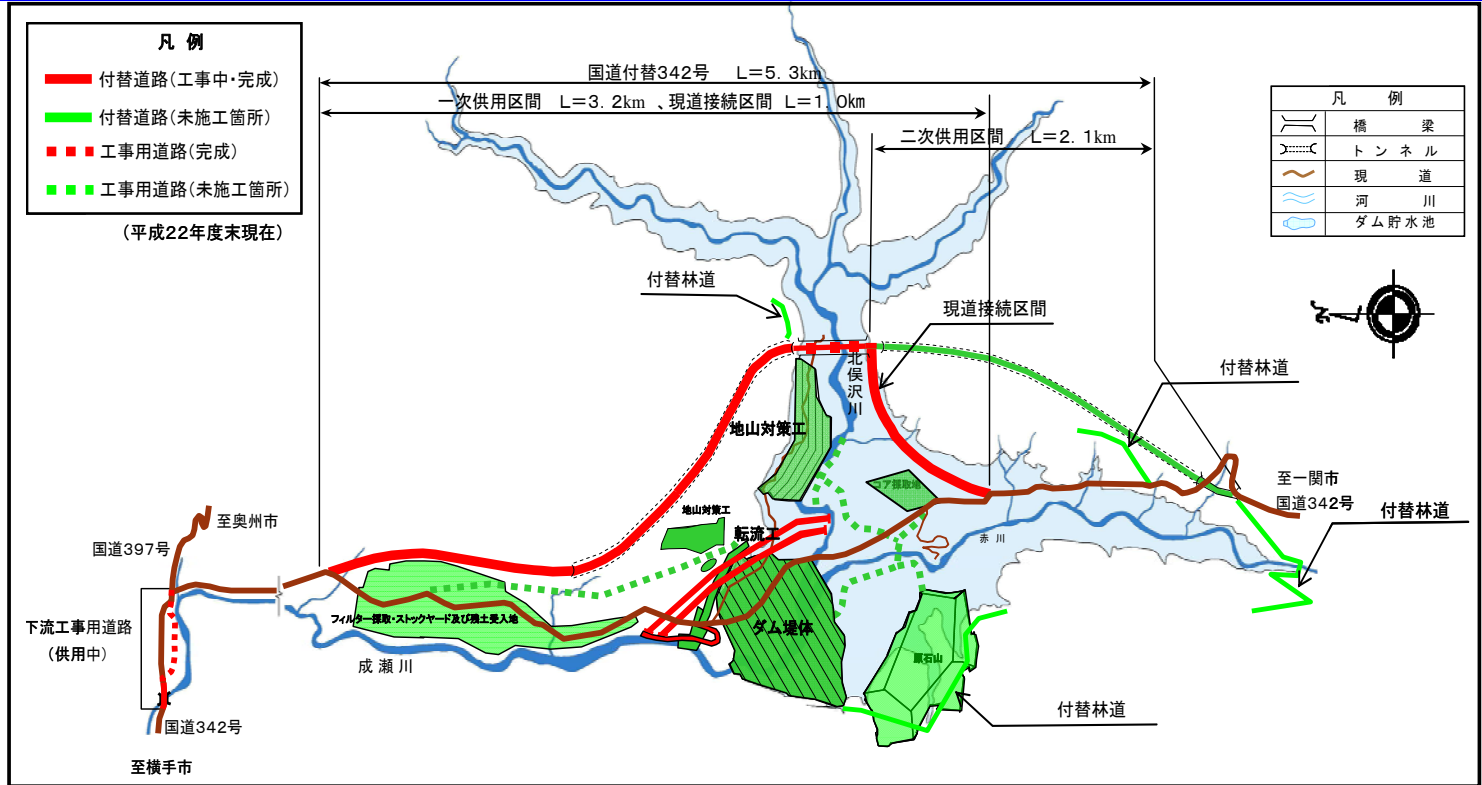 凡 例
付替道路(工事中・完成)
付替道路(未施工箇所)
工事用道路(完成)
工事用道路(未施工箇所)
(平成22年度末現在)
国道付替342号 L=5.3km
一次供用区間 L=3.2km 、現道接続区間 L=1.0km
二次供用区間 L=2.1km
凡 例
橋 梁
トンネル
現 道
河 川
ダム貯水池
付替林道
現道接続区間
北俣沢川
付替林道
地山対策工
コア採取地
至一関市
国道342号
付替林道
地山対策工
転流工
赤川
至奥州市
国道397号
フィルター採取・ストックヤード及び残土受入地
下流工事用道路
(供用中)
ダム堤体
成瀬川
原石山
付替林道
国道342号
至横手市